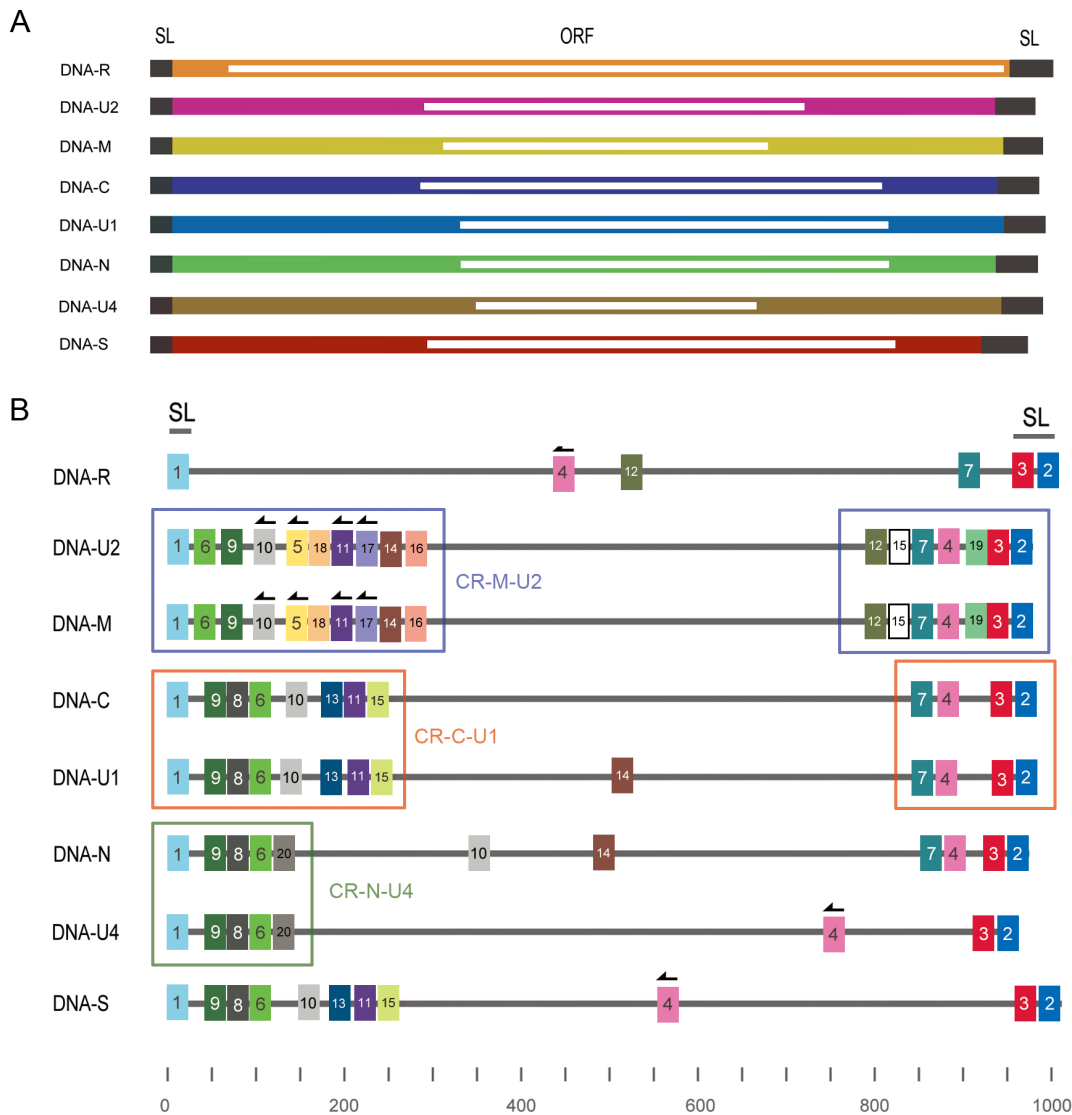 A
SL ORF SL
DNA-R
DNA-U2
DNA-M
DNA-C
DNA-U1
DNA-N
DNA-U4
DNA-S
B
SL SL
DNA-R 1 4 12 7 3 2
DNA-U2 1 6 9 10 5 18 11 17 14 16 12 15 7 4 19 3 2
CR-M-U2
DNA-M 1 6 9 10 5 18 11 17 14 16 12 15 7 4 19 3 2
DNA-C 1 9 8 6 10 13 11 15 7 4 3 2
CR-C-U1
DNA-U1 1 9 8 6 10 13 11 15 14 7 4 3 2
DNA-N 1 9 8 6 20 10 14 7 4 3 2
CR-N-U4
DNA-U4 1 9 8 6 20 4 3 2
DNA-S 1 9 8 6 10 13 11 15 4 3 2
0 200 400 600 800 1000